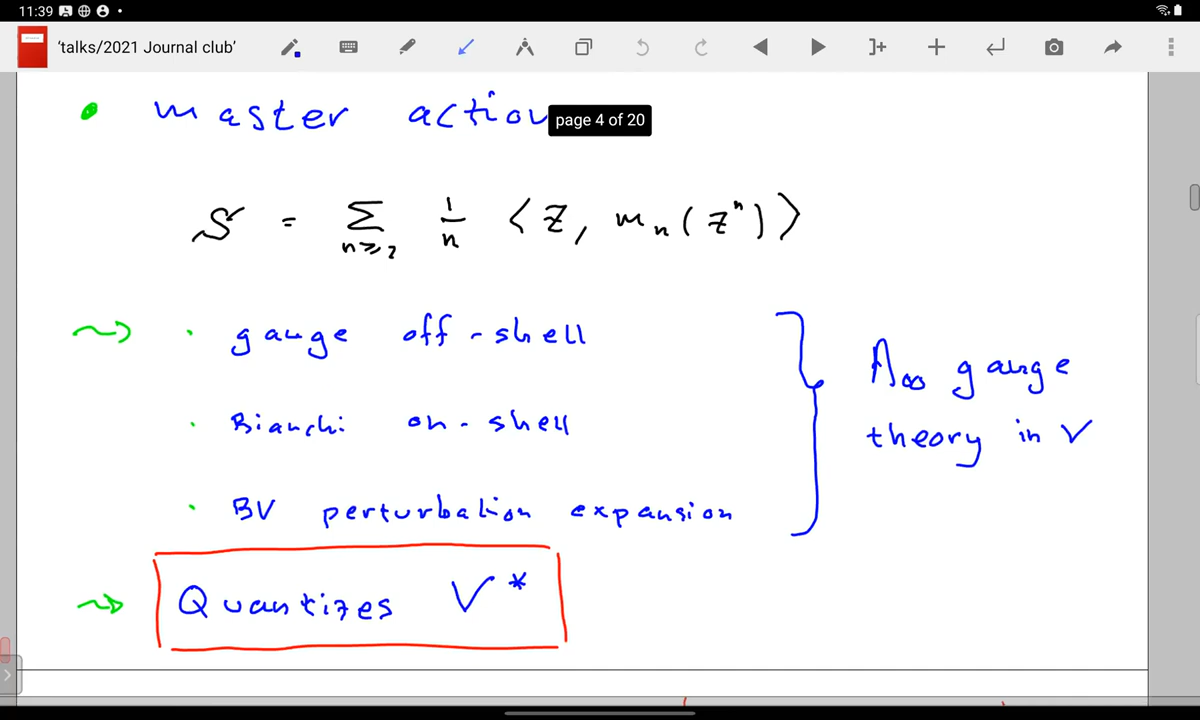 11:39
'talks/2021 Journal club'
• master action
page 4 of 20
S = Σ n≥2 1/n ⟨Z, mn(Zⁿ)⟩
⤳ · gauge off-shell
· Bianchi on-shell
· BV perturbation expansion
A∞ gauge
theory in V
⤳ Quantizes V*